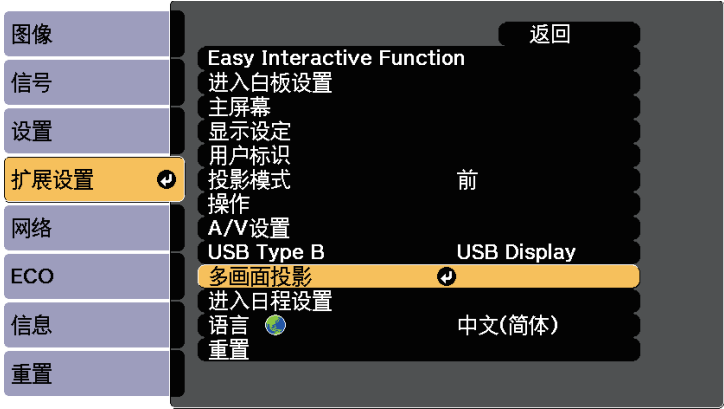 图像
信号
设置
扩展设置
网络
ECO
信息
重置
返回
Easy Interactive Function
进入白板设置
主屏幕
显示设定
用户标识
投影模式 前
操作
A/V设置
USB Type B USB Display
多画面投影
进入日程设置
语言 中文(简体)
重置